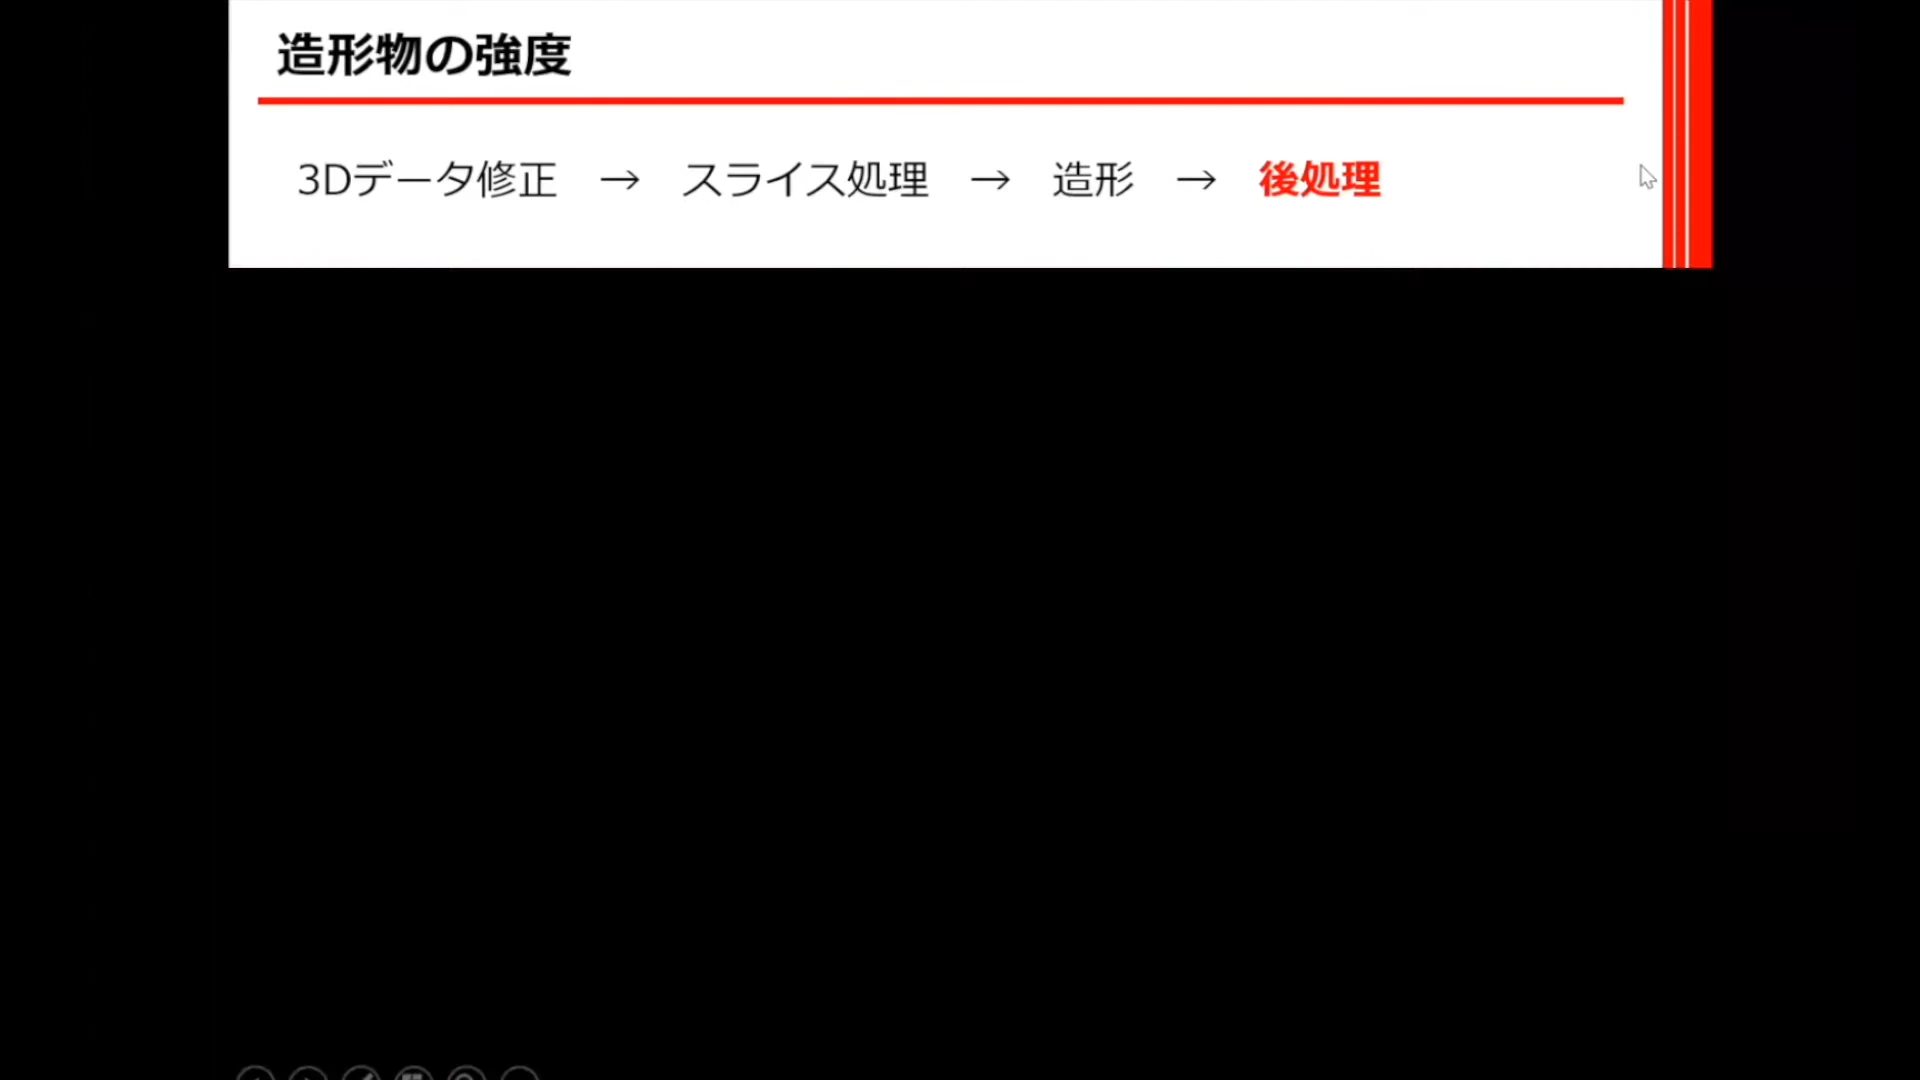 造形物の強度
3Dデータ修正 → スライス処理 → 造形 → 後処理